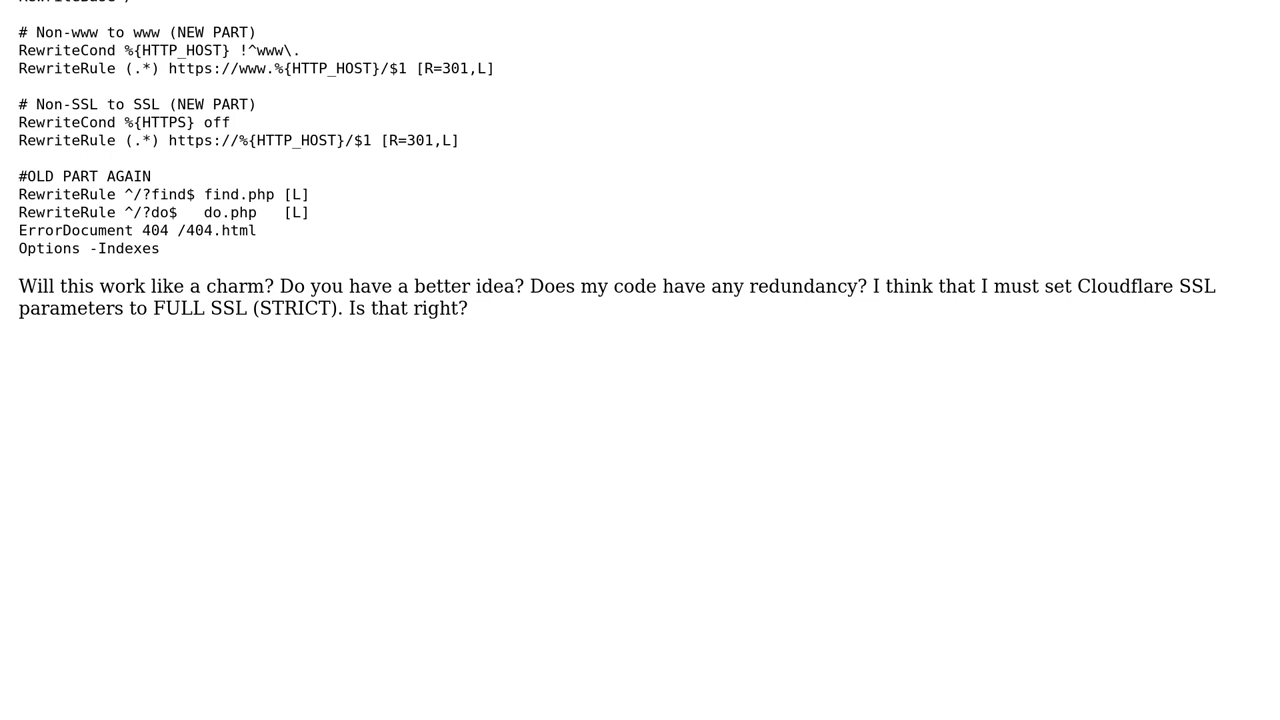 # Non-www to www (NEW PART)
RewriteCond %{HTTP_HOST} !^www\.
RewriteRule (.*) https://www.%{HTTP_HOST}/$1 [R=301,L]
# Non-SSL to SSL (NEW PART)
RewriteCond %{HTTPS} off
RewriteRule (.*) https://%{HTTP_HOST}/$1 [R=301,L]
#OLD PART AGAIN
RewriteRule ^/?find$ find.php [L]
RewriteRule ^/?do$   do.php   [L]
ErrorDocument 404 /404.html
Options -Indexes
Will this work like a charm? Do you have a better idea? Does my code have any redundancy? I think that I must set Cloudflare SSL
parameters to FULL SSL (STRICT). Is that right?